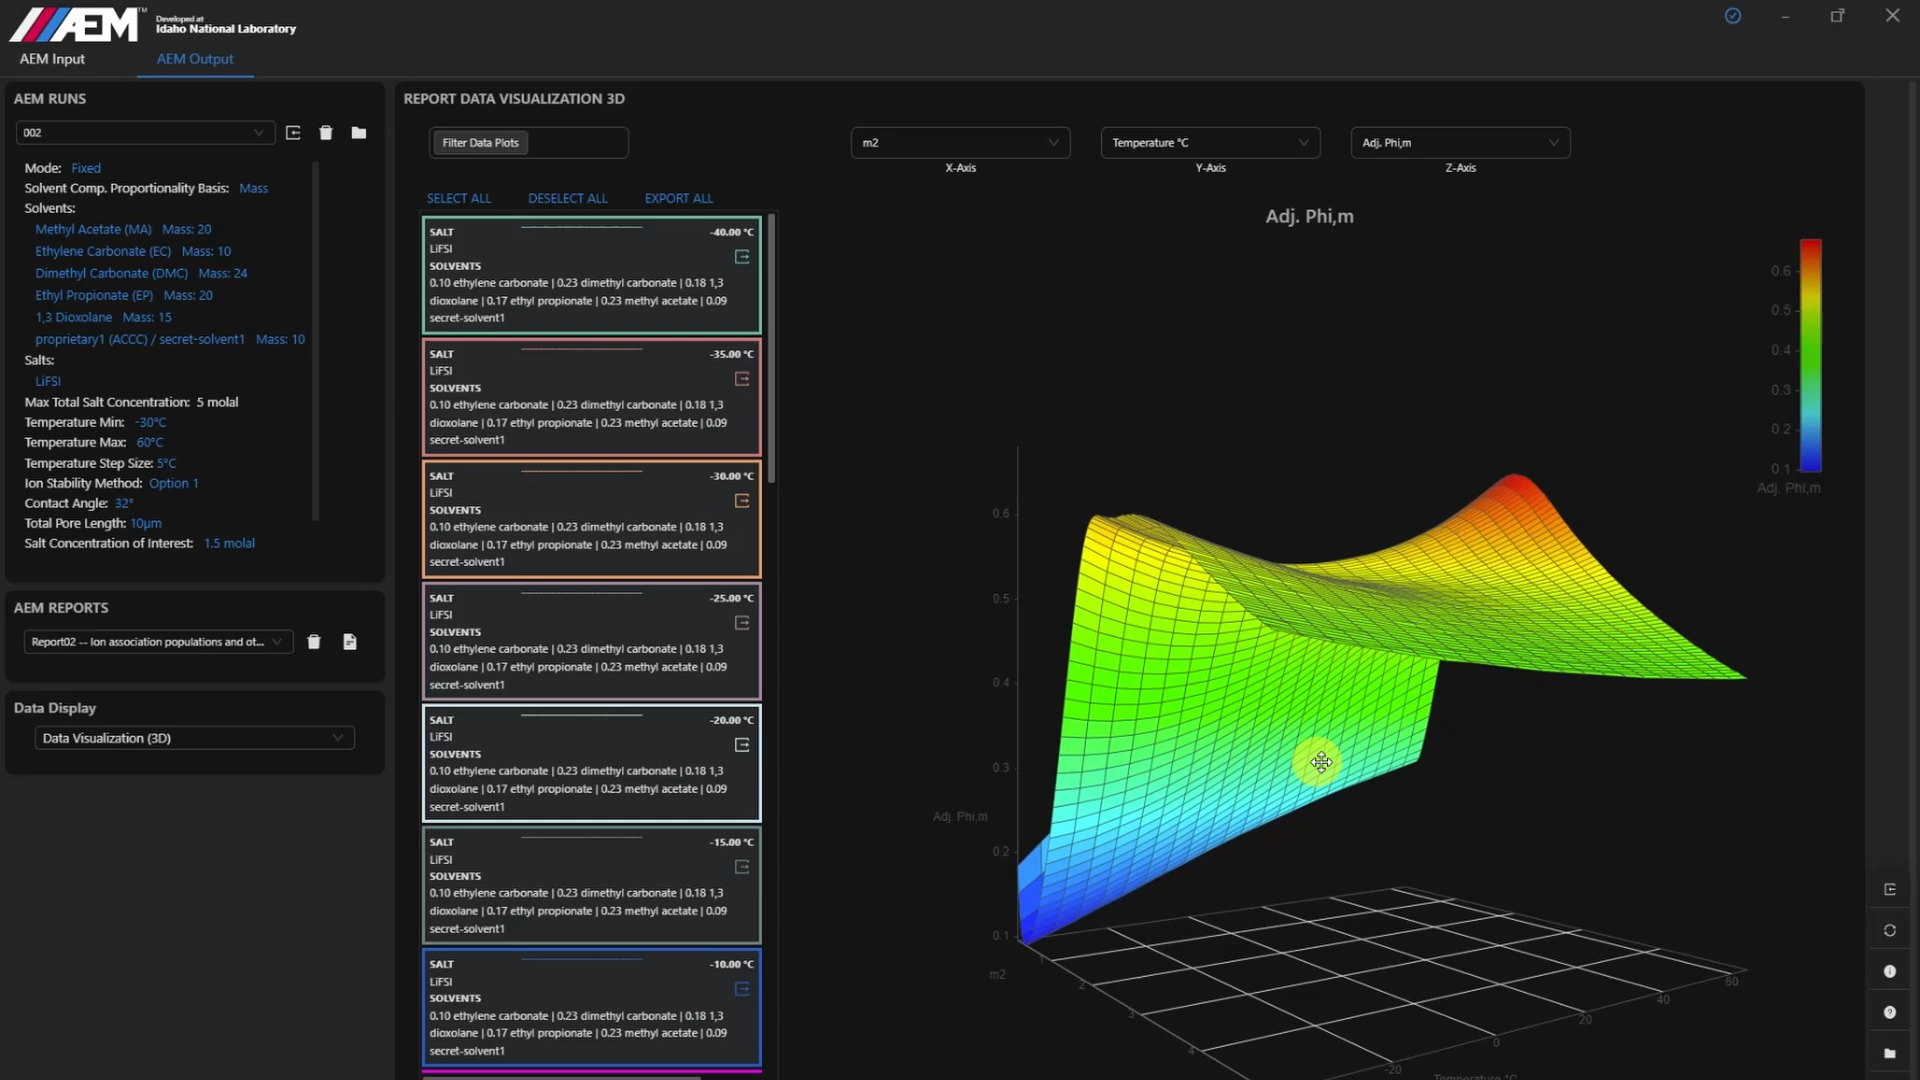 AEM™
Developed at
Idaho National Laboratory
AEM Input
AEM Output
AEM RUNS
002
Mode: Fixed
Solvent Comp. Proportionality Basis: Mass
Solvents:
Methyl Acetate (MA) Mass: 20
Ethylene Carbonate (EC) Mass: 10
Dimethyl Carbonate (DMC) Mass: 24
Ethyl Propionate (EP) Mass: 20
1,3 Dioxolane Mass: 15
proprietary1 (ACCC) / secret-solvent1 Mass: 10
Salts:
LiFSI
Max Total Salt Concentration: 5 molal
Temperature Min: -30°C
Temperature Max: 60°C
Temperature Step Size: 5°C
Ion Stability Method: Option 1
Contact Angle: 32°
Total Pore Length: 10μm
Salt Concentration of Interest: 1.5 molal
AEM REPORTS
Report02 -- Ion association populations and ot...
Data Display
Data Visualization (3D)
REPORT DATA VISUALIZATION 3D
Filter Data Plots
SELECT ALL
DESELECT ALL
EXPORT ALL
SALT -40.00 °C
LiFSI
SOLVENTS
0.10 ethylene carbonate | 0.23 dimethyl carbonate | 0.18 1,3
dioxolane | 0.17 ethyl propionate | 0.23 methyl acetate | 0.09
secret-solvent1
SALT -35.00 °C
LiFSI
SOLVENTS
0.10 ethylene carbonate | 0.23 dimethyl carbonate | 0.18 1,3
dioxolane | 0.17 ethyl propionate | 0.23 methyl acetate | 0.09
secret-solvent1
SALT -30.00 °C
LiFSI
SOLVENTS
0.10 ethylene carbonate | 0.23 dimethyl carbonate | 0.18 1,3
dioxolane | 0.17 ethyl propionate | 0.23 methyl acetate | 0.09
secret-solvent1
SALT -25.00 °C
LiFSI
SOLVENTS
0.10 ethylene carbonate | 0.23 dimethyl carbonate | 0.18 1,3
dioxolane | 0.17 ethyl propionate | 0.23 methyl acetate | 0.09
secret-solvent1
SALT -20.00 °C
LiFSI
SOLVENTS
0.10 ethylene carbonate | 0.23 dimethyl carbonate | 0.18 1,3
dioxolane | 0.17 ethyl propionate | 0.23 methyl acetate | 0.09
secret-solvent1
SALT -15.00 °C
LiFSI
SOLVENTS
0.10 ethylene carbonate | 0.23 dimethyl carbonate | 0.18 1,3
dioxolane | 0.17 ethyl propionate | 0.23 methyl acetate | 0.09
secret-solvent1
SALT -10.00 °C
LiFSI
SOLVENTS
0.10 ethylene carbonate | 0.23 dimethyl carbonate | 0.18 1,3
dioxolane | 0.17 ethyl propionate | 0.23 methyl acetate | 0.09
secret-solvent1
m2
X-Axis
Temperature °C
Y-Axis
Adj. Phi,m
Z-Axis
Adj. Phi,m
0.6
0.5
0.4
0.3
0.2
0.1
Adj. Phi,m
0.6
0.5
0.4
0.3
0.2
0.1
Adj. Phi,m
m2
1
2
3
4
60
40
20
0
-20
Temperature °C